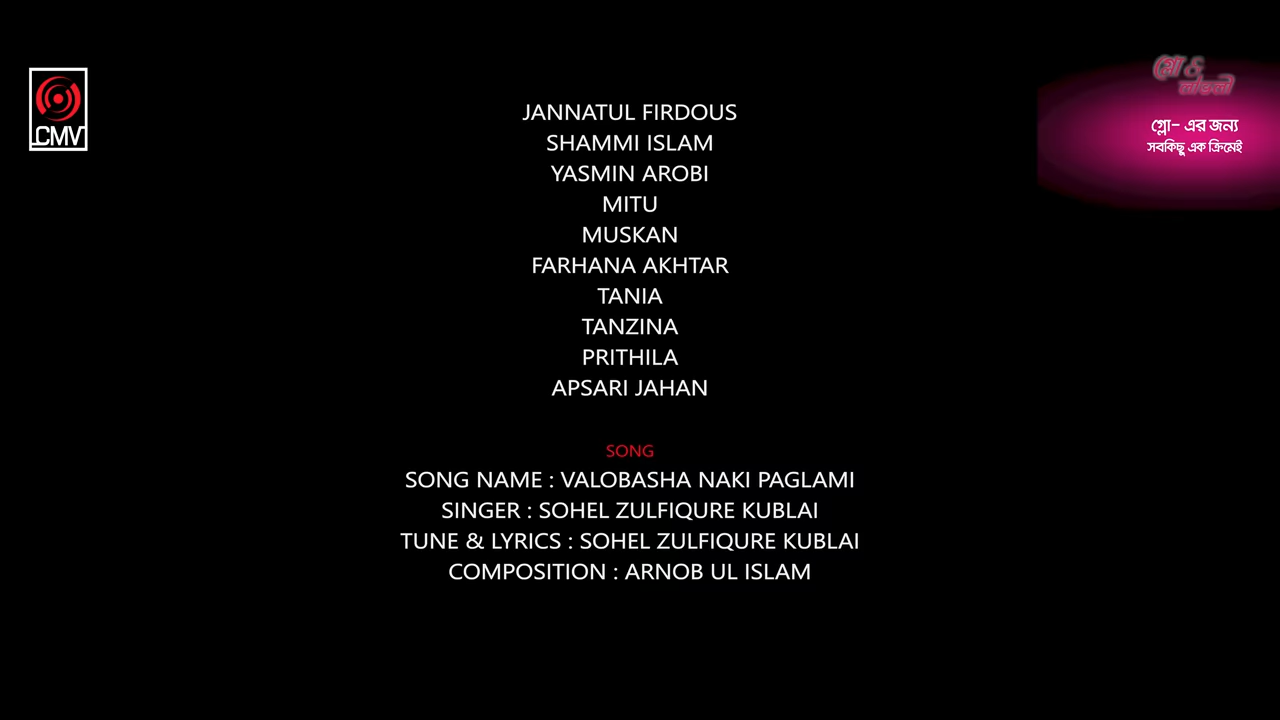 CMV
JANNATUL FIRDOUS
SHAMMI ISLAM
YASMIN AROBI
MITU
MUSKAN
FARHANA AKHTAR
TANIA
TANZINA
PRITHILA
APSARI JAHAN
SONG
SONG NAME : VALOBASHA NAKI PAGLAMI
SINGER : SOHEL ZULFIQURE KUBLAI
TUNE & LYRICS : SOHEL ZULFIQURE KUBLAI
COMPOSITION : ARNOB UL ISLAM
গ্লো &
লাভলী
গ্লো- এর জন্য
সবকিছু এক ক্রিমেই